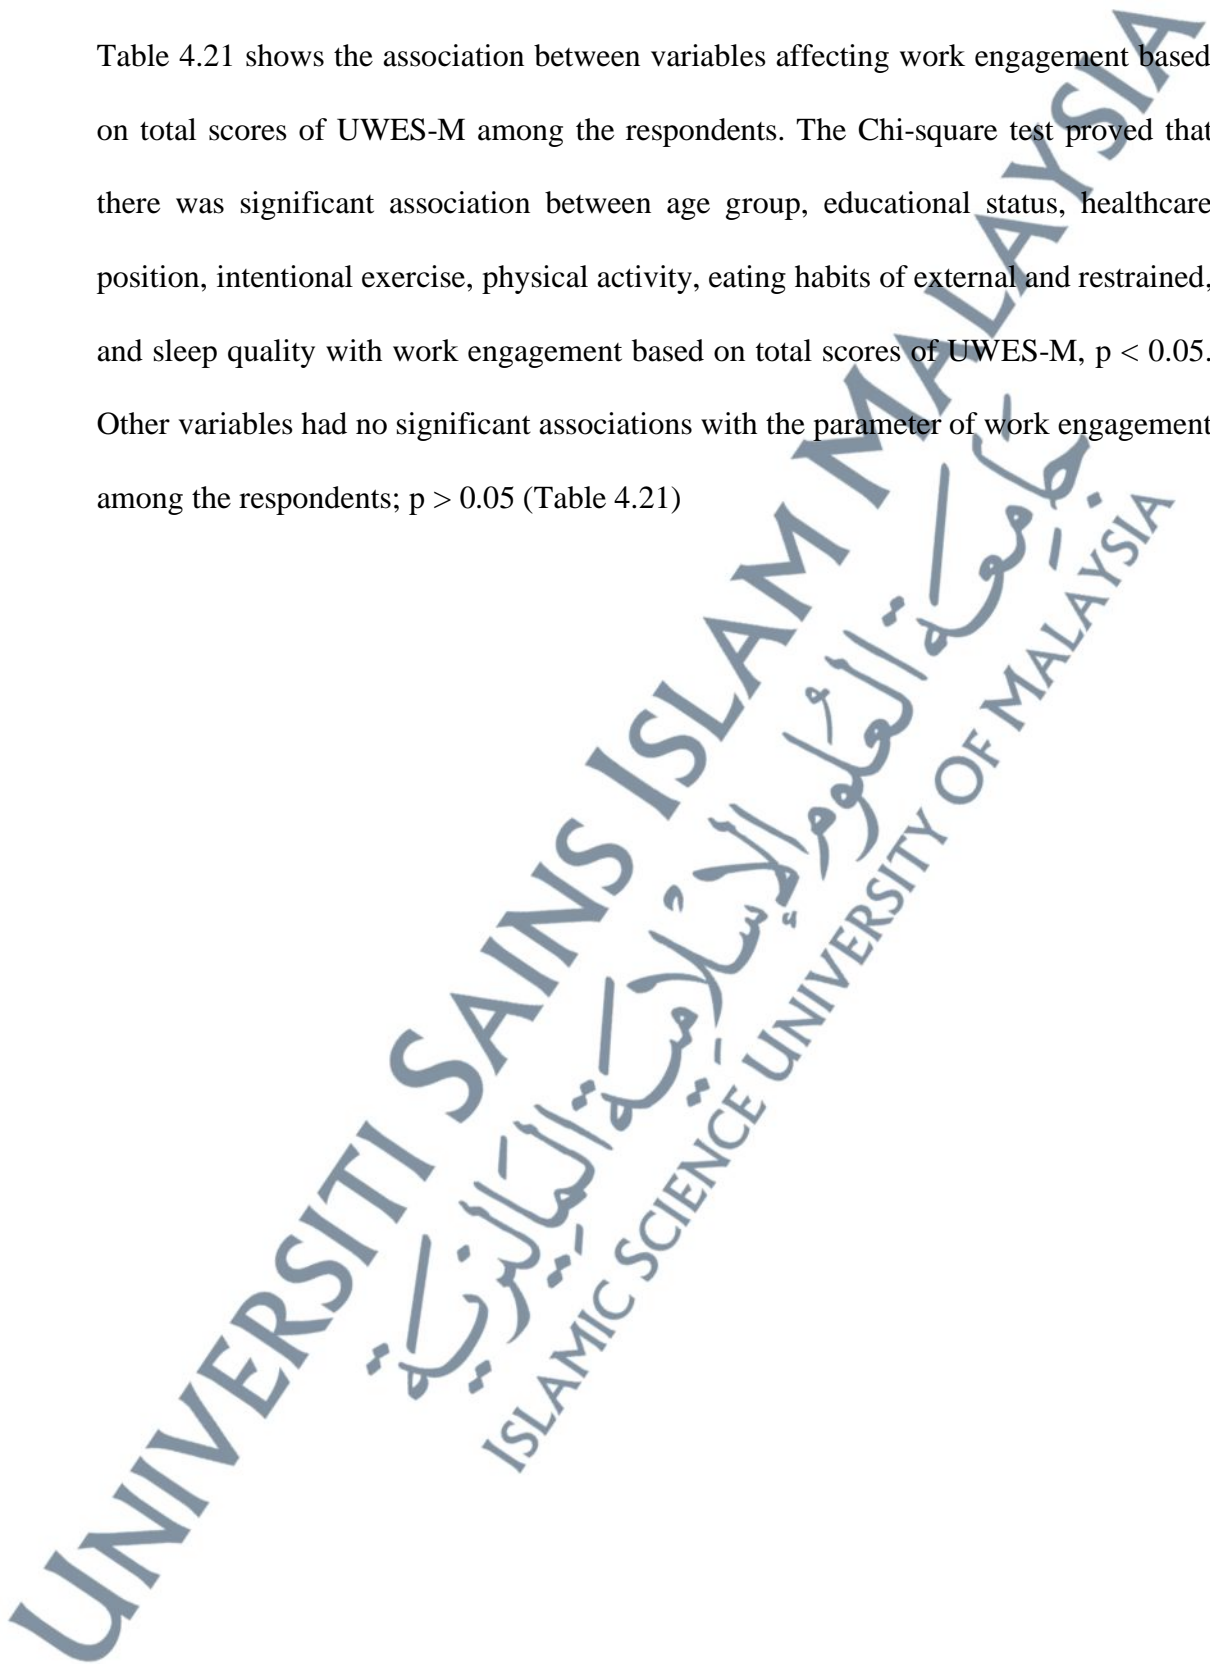 Table 4.21 shows the association between variables affecting work engagement based
on total scores of UWES-M among the respondents. The Chi-square test proved that
there was significant association between age group, educational status, healthcare
position, intentional exercise, physical activity, eating habits of external and restrained,
and sleep quality with work engagement based on total scores of UWES-M, p < 0.05.
Other variables had no significant associations with the parameter of work engagement
among the respondents; p > 0.05 (Table 4.21)
UNIVERSITI SAINS ISLAM MALAYSIA
جامعة العلوم الإسلامية الماليزية
ISLAMIC SCIENCE UNIVERSITY OF MALAYSIA